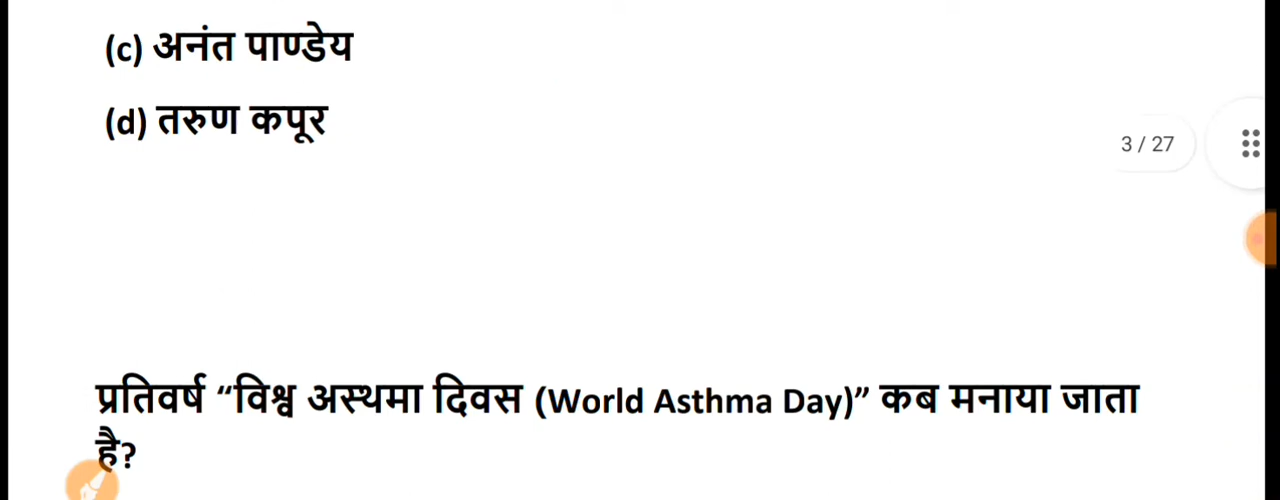 (c) अनंत पाण्डेय
(d) तरुण कपूर
3 / 27
प्रतिवर्ष “विश्व अस्थमा दिवस (World Asthma Day)” कब मनाया जाता
है?